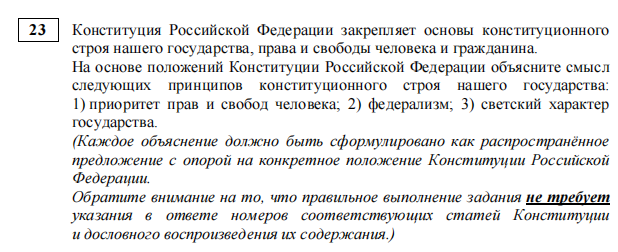 23 Конституция Российской Федерации закрепляет основы конституционного
строя нашего государства, права и свободы человека и гражданина.
На основе положений Конституции Российской Федерации объясните смысл
следующих принципов конституционного строя нашего государства:
1) приоритет прав и свобод человека; 2) федерализм; 3) светский характер
государства.
(Каждое объяснение должно быть сформулировано как распространённое
предложение с опорой на конкретное положение Конституции Российской
Федерации.
Обратите внимание на то, что правильное выполнение задания не требует
указания в ответе номеров соответствующих статей Конституции
и дословного воспроизведения их содержания.)